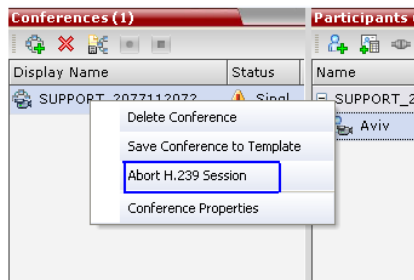 Conferences (1)
Participants
Display Name
Status
Name
SUPPORT_2077112072
Singl
SUPPORT_2
Aviv
Delete Conference
Save Conference to Template
Abort H.239 Session
Conference Properties